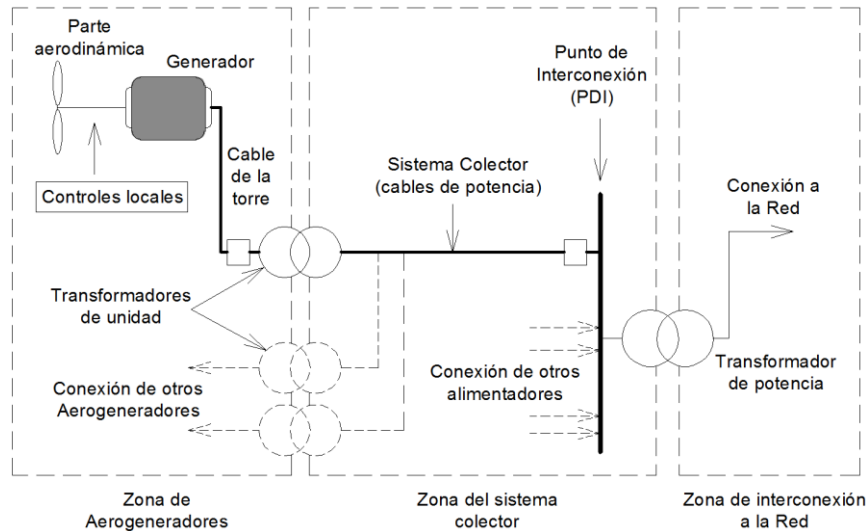 Parte
aerodinámica
Generador
Controles locales
Cable
de la
torre
Transformadores
de unidad
Conexión de otros
Aerogeneradores
Punto de
Interconexión
(PDI)
Sistema Colector
(cables de potencia)
Conexión de otros
alimentadores
Conexión a
la Red
Transformador
de potencia
Zona de
Aerogeneradores
Zona del sistema
colector
Zona de interconexión
a la Red